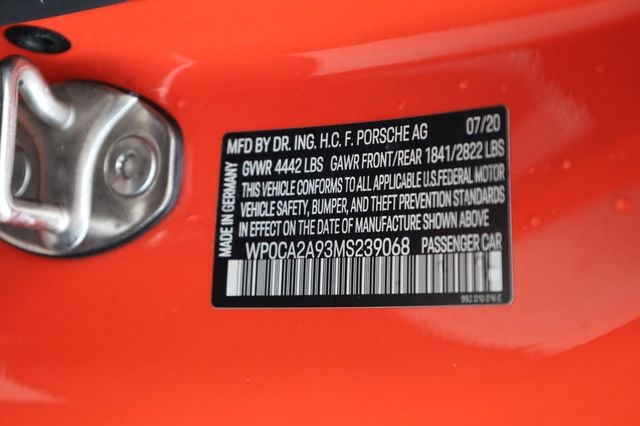 MFD BY DR. ING. H.C. F. PORSCHE AG 07/20
GVWR 4442 LBS GAWR FRONT/REAR 1841/2822 LBS
THIS VEHICLE CONFORMS TO ALL APPLICABLE U.S.FEDERAL MOTOR
VEHICLE SAFETY, BUMPER, AND THEFT PREVENTION STANDARDS
IN EFFECT ON THE DATE OF MANUFACTURE SHOWN ABOVE
WP0CA2A93MS239068 PASSENGER CAR
MADE IN GERMANY
992.010.016 E